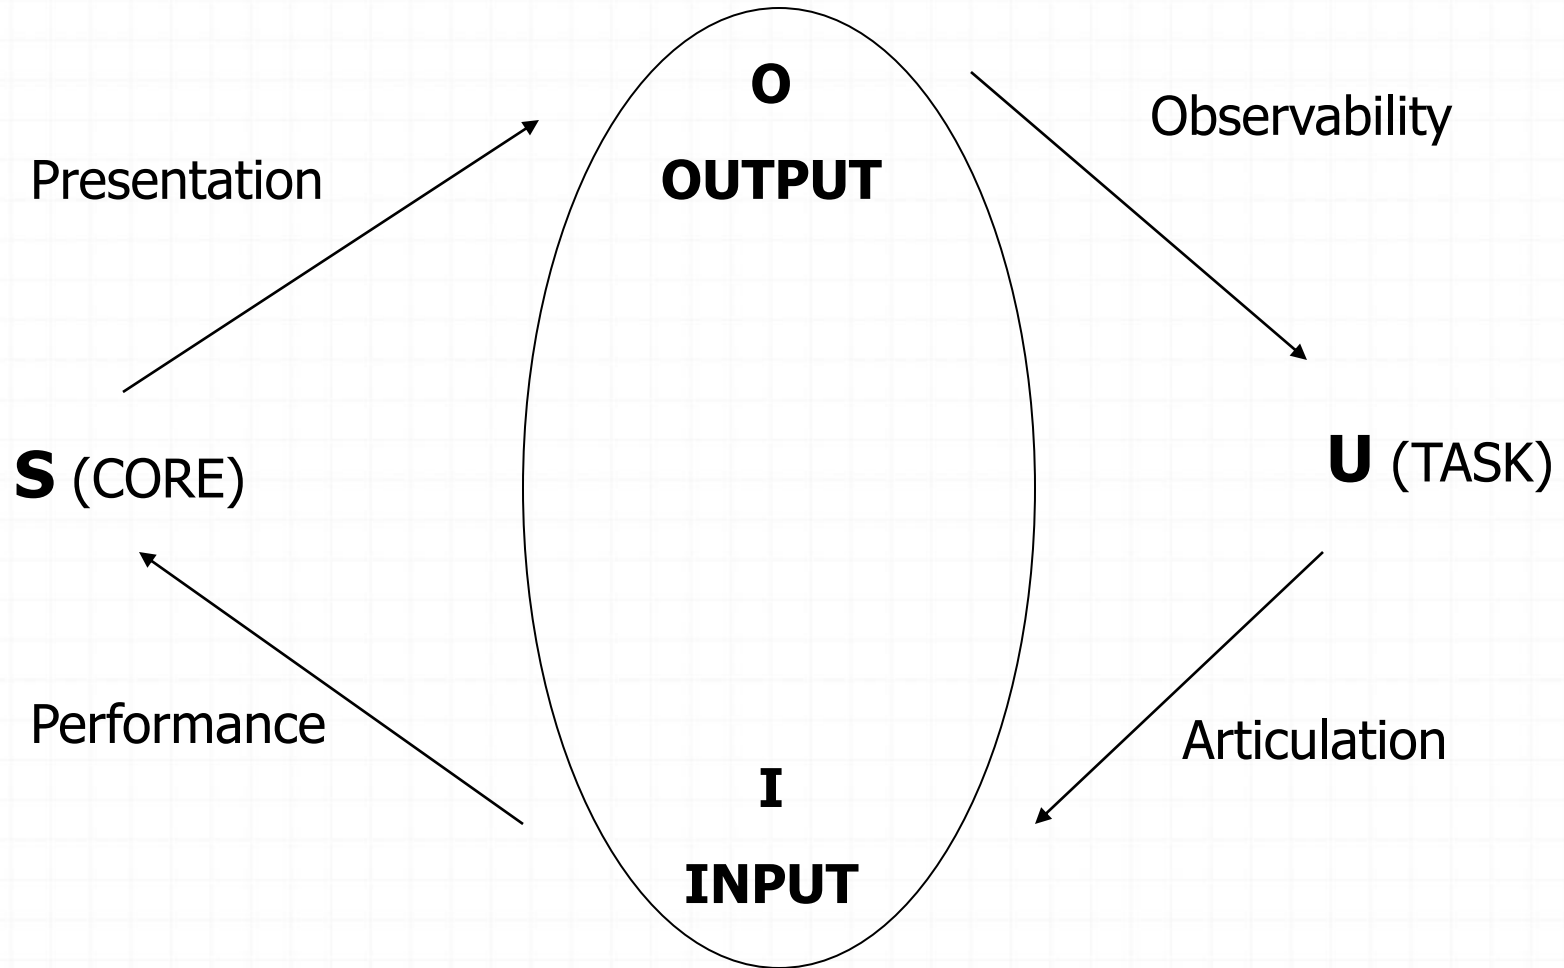 O
Observability
OUTPUT
Presentation
S (CORE)
U (TASK)
Performance
Articulation
I
INPUT